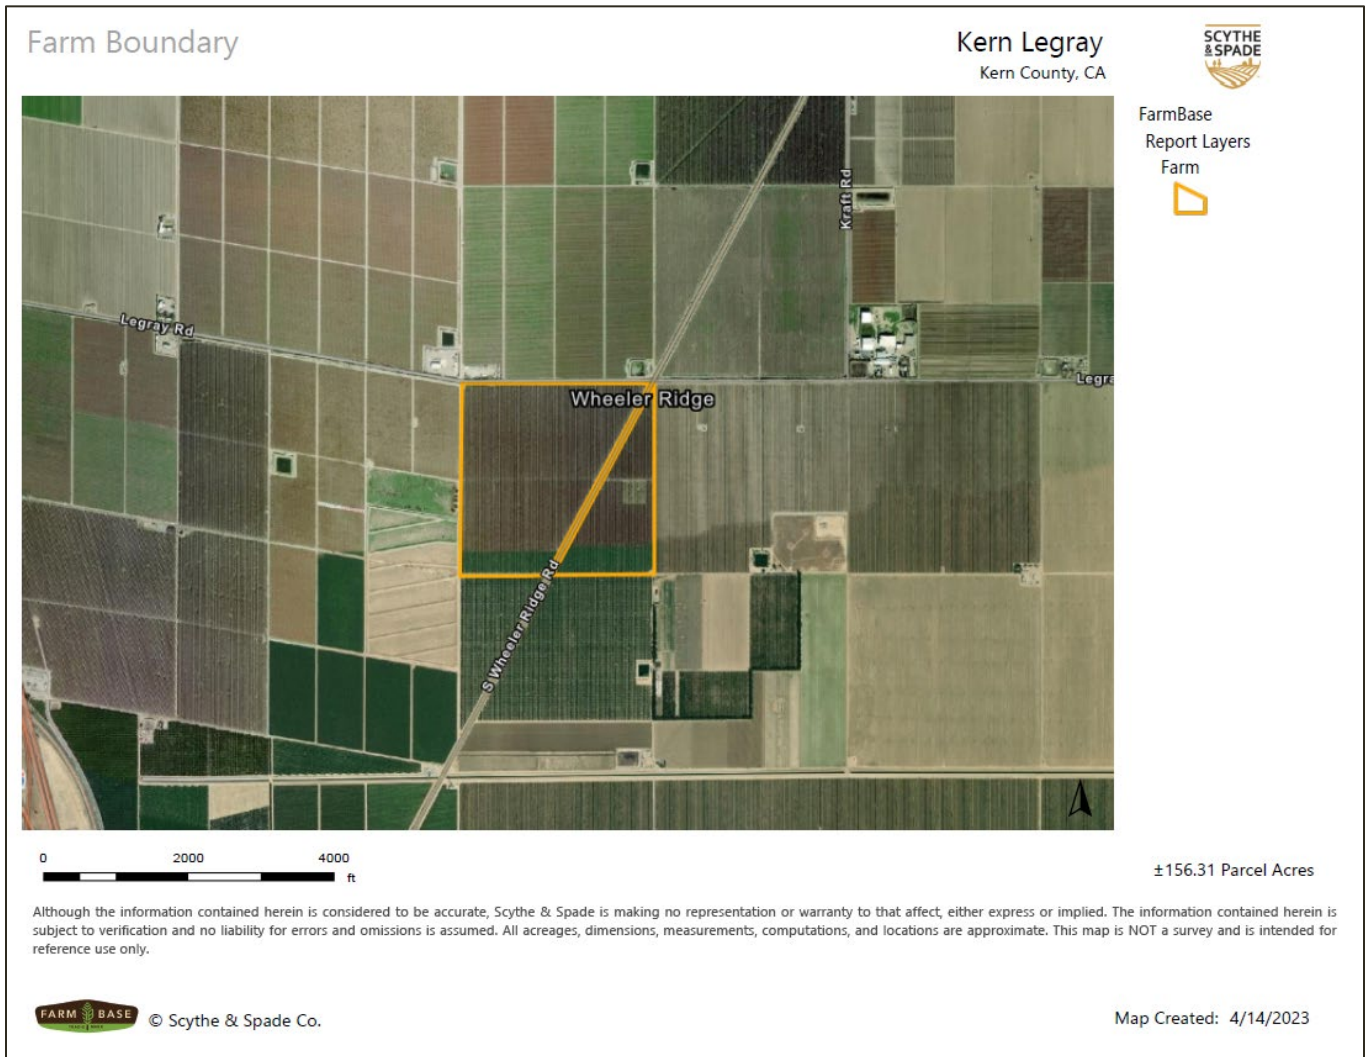 Farm Boundary
Kern Legray
Kern County, CA
SCYTHE
&SPADE
FarmBase
Report Layers
Farm
Kraft Rd
Legray Rd
Legra
Wheeler Ridge
S Wheeler Ridge Rd
0 2000 4000
ft
±156.31 Parcel Acres
Although the information contained herein is considered to be accurate, Scythe & Spade is making no representation or warranty to that affect, either express or implied. The information contained herein is
subject to verification and no liability for errors and omissions is assumed. All acreages, dimensions, measurements, computations, and locations are approximate. This map is NOT a survey and is intended for
reference use only.
FARM BASE
© Scythe & Spade Co.
Map Created: 4/14/2023